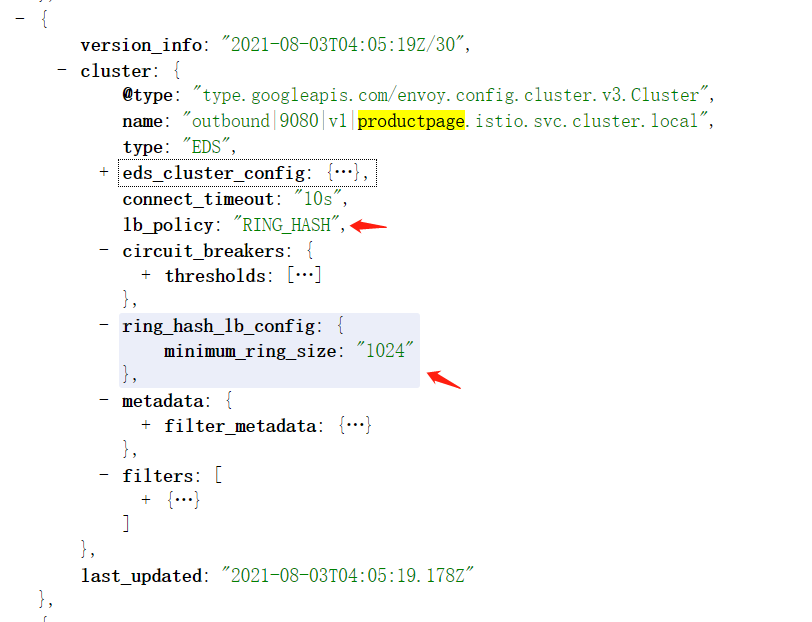 - {
version_info: "2021-08-03T04:05:19Z/30",
- cluster: {
@type: "type.googleapis.com/envoy.config.cluster.v3.Cluster",
name: "outbound|9080|v1|productpage.istio.svc.cluster.local",
type: "EDS",
+ eds_cluster_config: {…},
connect_timeout: "10s",
lb_policy: "RING_HASH",
- circuit_breakers: {
+ thresholds: […]
},
- ring_hash_lb_config: {
minimum_ring_size: "1024"
},
- metadata: {
+ filter_metadata: {…}
},
- filters: [
+ {…}
]
},
last_updated: "2021-08-03T04:05:19.178Z"
},